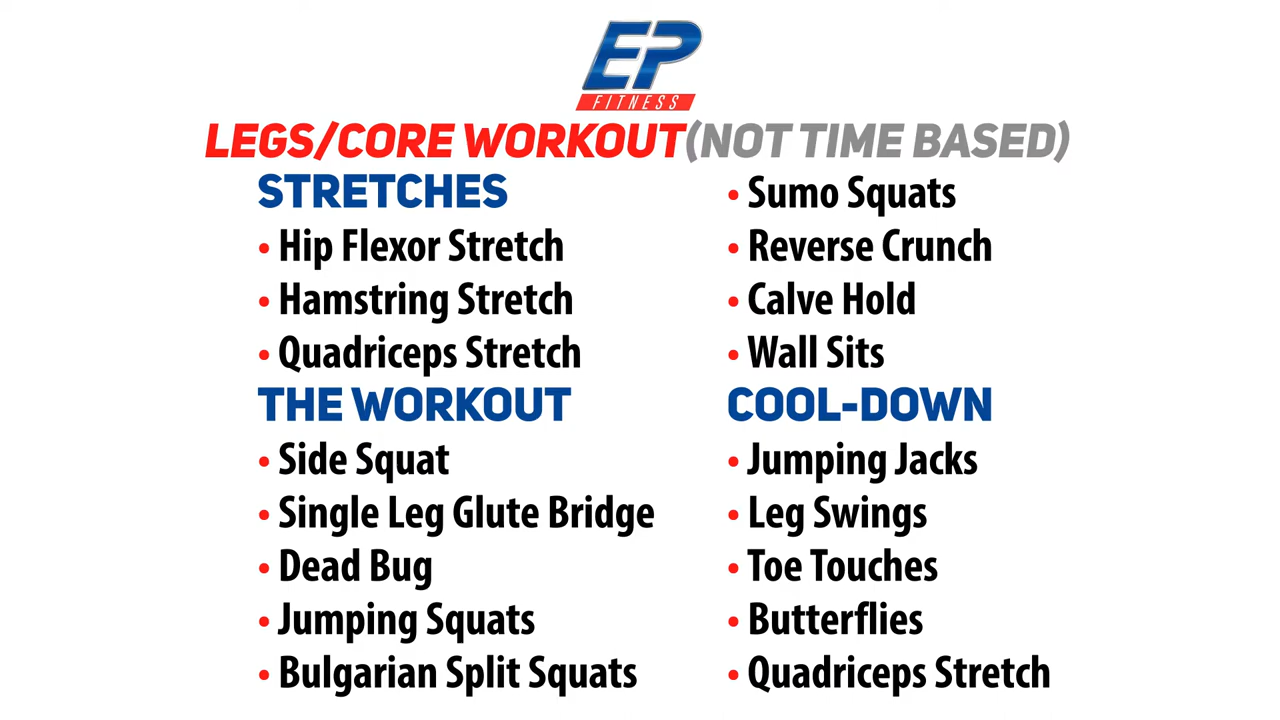 EP
FITNESS
LEGS/CORE WORKOUT(NOT TIME BASED)
STRETCHES
• Hip Flexor Stretch
• Hamstring Stretch
• Quadriceps Stretch
THE WORKOUT
• Side Squat
• Single Leg Glute Bridge
• Dead Bug
• Jumping Squats
• Bulgarian Split Squats
• Sumo Squats
• Reverse Crunch
• Calve Hold
• Wall Sits
COOL-DOWN
• Jumping Jacks
• Leg Swings
• Toe Touches
• Butterflies
• Quadriceps Stretch